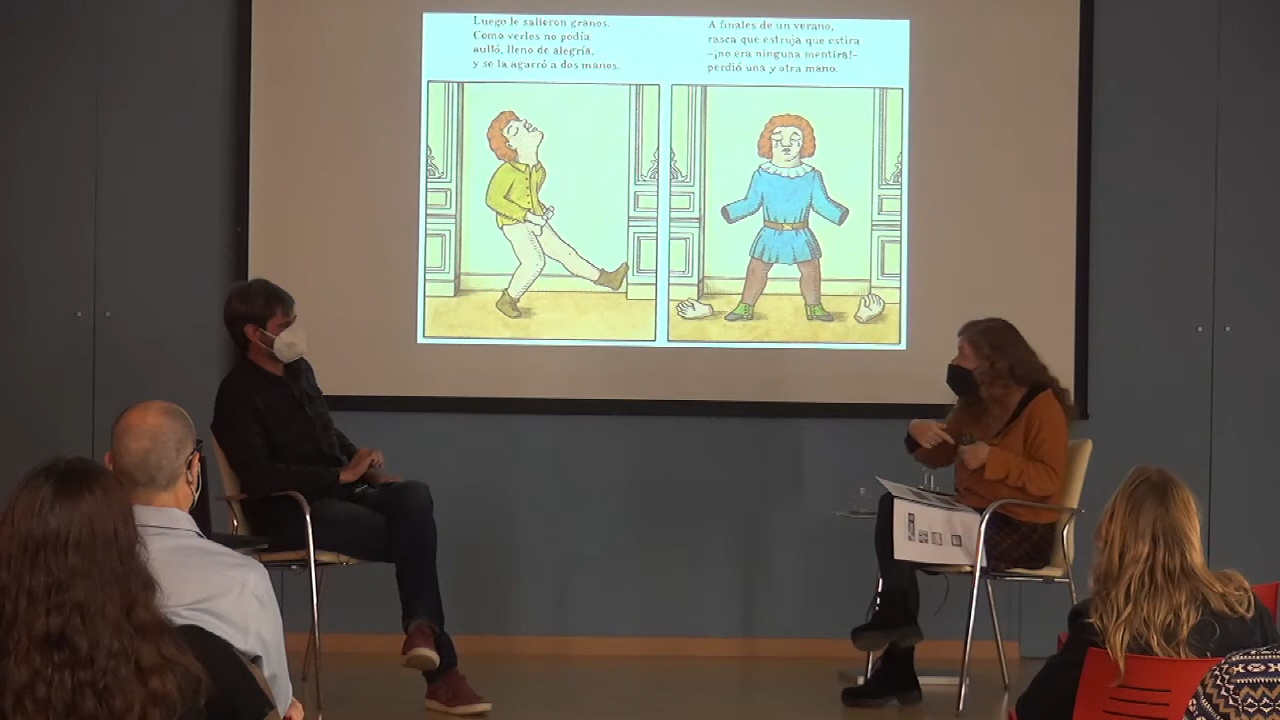 Luego le salieron granos.
Como verlos no podía
aulló, lleno de alegría,
y se la agarró a dos manos.
A finales de un verano,
rasca que estruja que estira
-¡no era ninguna mentira!-
perdió una y otra mano.